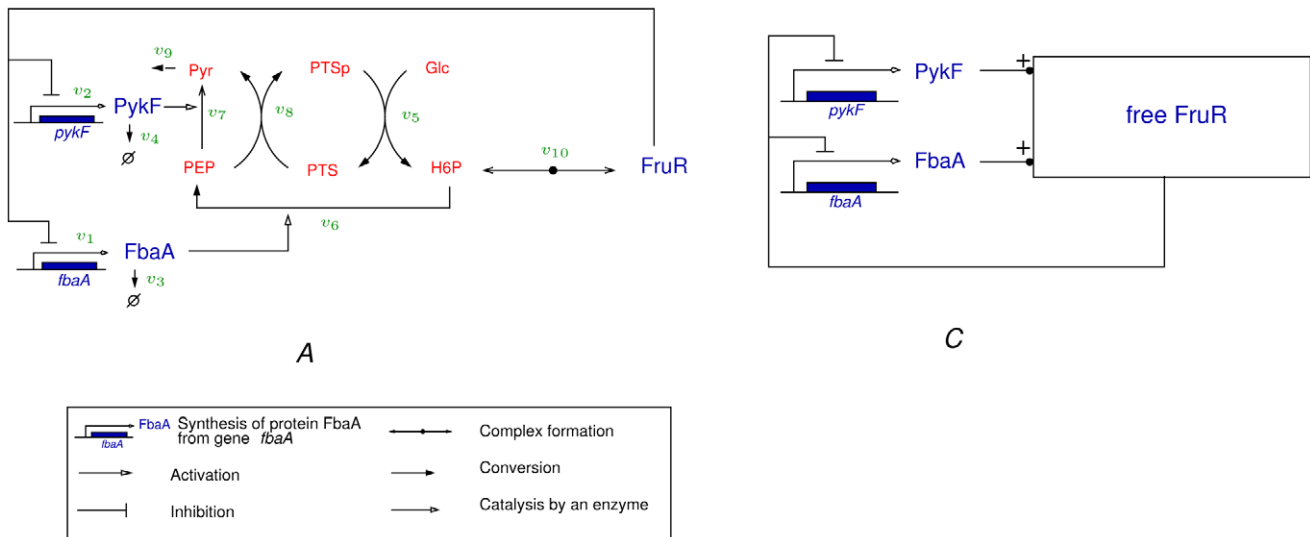 v9
Pyr
PTSp
Glc
v2
PykF
v7
v8
v5
pykF
v4
PEP
PTS
H6P
v10
FruR
v6
v1
FbaA
fbaA
v3
A
PykF
+
pykF
free FruR
FbaA
+
fbaA
C
FbaA Synthesis of protein FbaA
fbaA from gene fbaA
Complex formation
Activation
Conversion
Inhibition
Catalysis by an enzyme